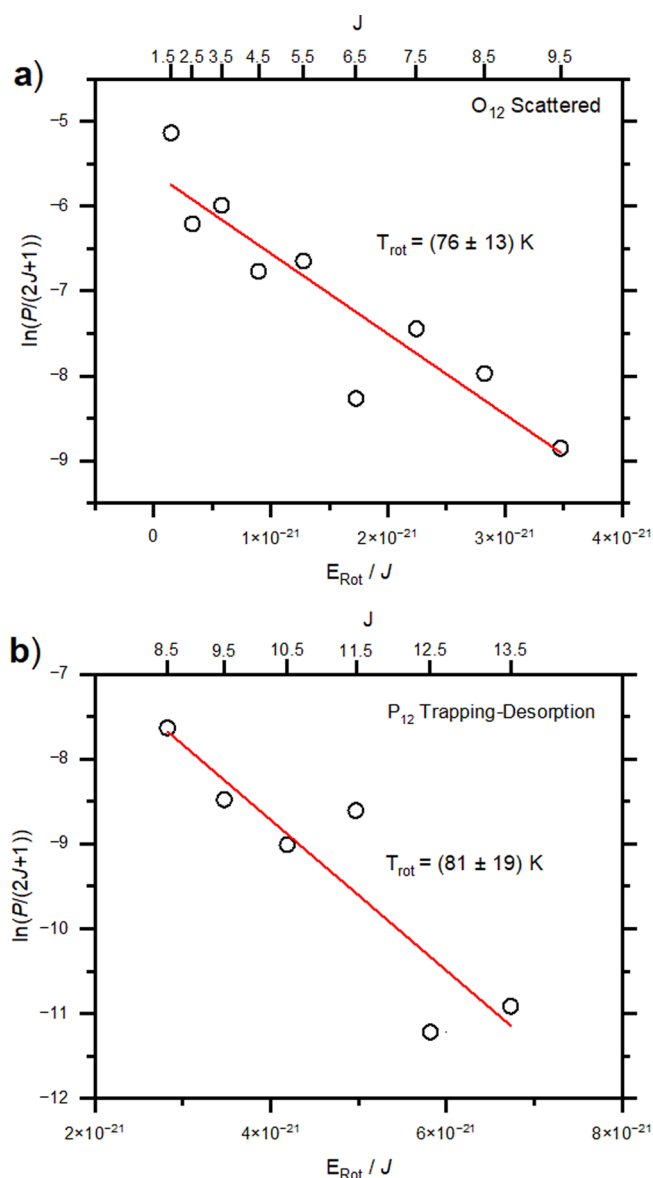 J
1.5 2.5 3.5 4.5 5.5 6.5 7.5 8.5 9.5
a)
O₁₂ Scattered
−5
−6
T_rot = (76 ± 13) K
ln(P/(2J+1))
−7
−8
−9
0 1×10⁻²¹ 2×10⁻²¹ 3×10⁻²¹ 4×10⁻²¹
E_Rot / J
J
b)
8.5 9.5 10.5 11.5 12.5 13.5
−7
P₁₂ Trapping-Desorption
−8
−9
T_rot = (81 ± 19) K
ln(P/(2J+1))
−10
−11
−12
2×10⁻²¹ 4×10⁻²¹ 6×10⁻²¹ 8×10⁻²¹
E_Rot / J